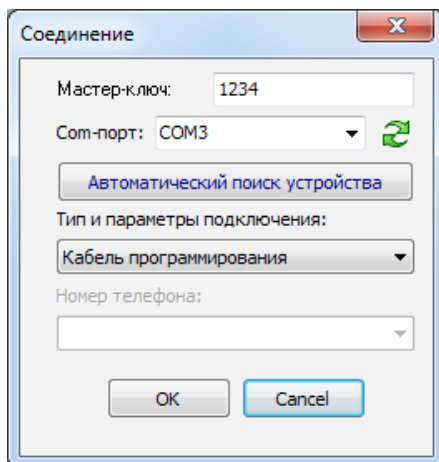 Соединение
Мастер-ключ: 1234
Com-порт: COM3
Автоматический поиск устройства
Тип и параметры подключения:
Кабель программирования
Номер телефона:
OK Cancel